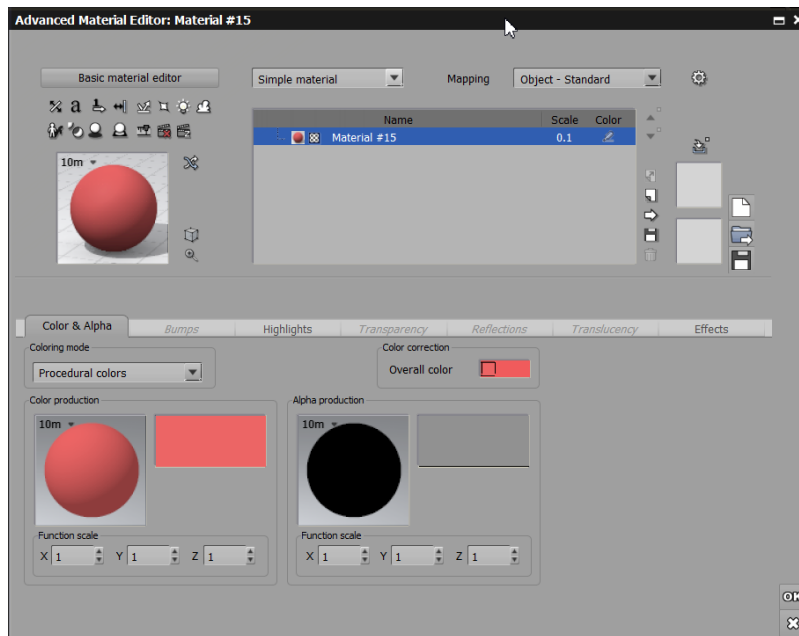 Advanced Material Editor: Material #15
Basic material editor
Simple material
Mapping
Object - Standard
a
Name Scale Color
Material #15 0.1
10m
Color & Alpha Bumps Highlights Transparency Reflections Translucency Effects
Coloring mode
Procedural colors
Color correction
Overall color
Color production
10m
Function scale
X 1 Y 1 Z 1
Alpha production
10m
Function scale
X 1 Y 1 Z 1
OK